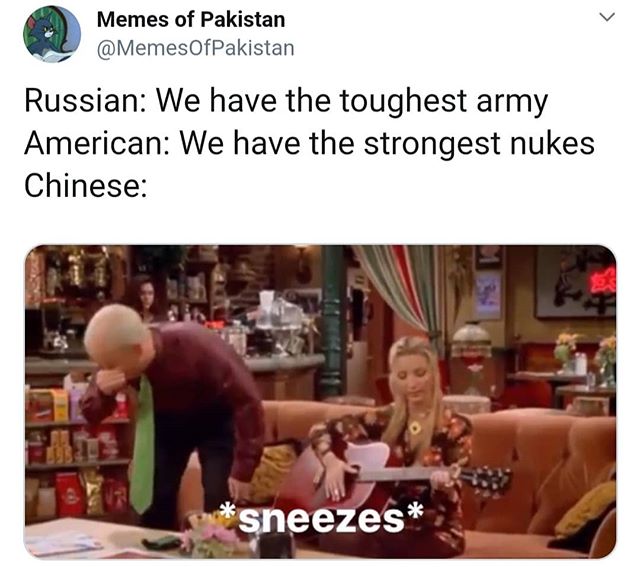 Memes of Pakistan
@MemesOfPakistan
Russian: We have the toughest army
American: We have the strongest nukes
Chinese:
*sneezes*